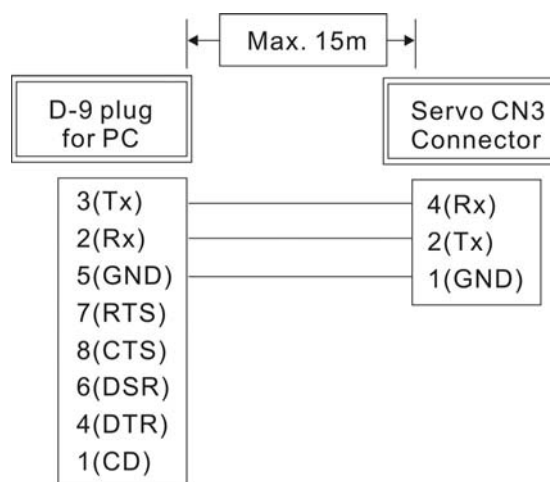 Max. 15m
D-9 plug
for PC
Servo CN3
Connector
3(Tx)
2(Rx)
5(GND)
7(RTS)
8(CTS)
6(DSR)
4(DTR)
1(CD)
4(Rx)
2(Tx)
1(GND)